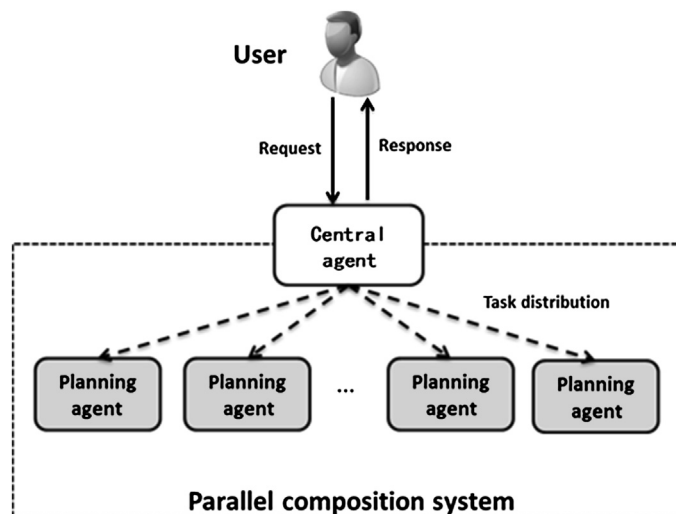 User
Request
Response
Central
agent
Task distribution
Planning
agent
Planning
agent
...
Planning
agent
Planning
agent
Parallel composition system